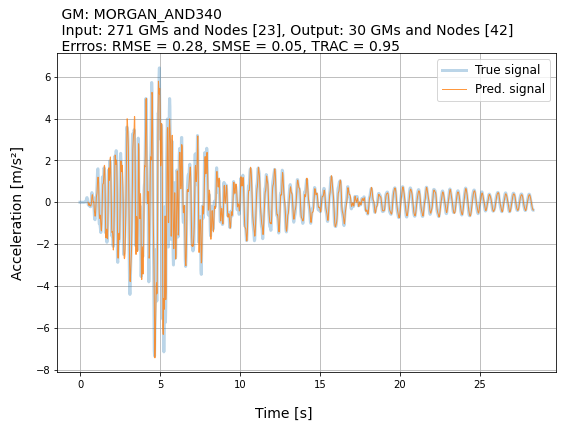 GM: MORGAN_AND340
Input: 271 GMs and Nodes [23], Output: 30 GMs and Nodes [42]
Errros: RMSE = 0.28, SMSE = 0.05, TRAC = 0.95
True signal
Pred. signal
Acceleration [m/s²]
6
4
2
0
−2
−4
−6
−8
0 5 10 15 20 25
Time [s]